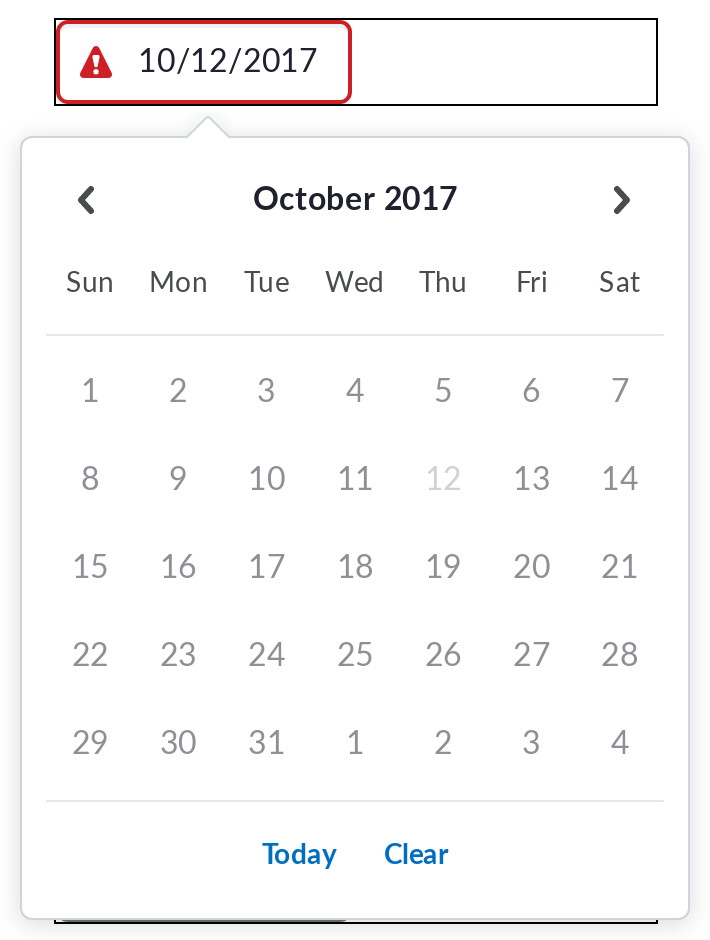 10/12/2017
October 2017
Sun Mon Tue Wed Thu Fri Sat
1 2 3 4 5 6 7
8 9 10 11 12 13 14
15 16 17 18 19 20 21
22 23 24 25 26 27 28
29 30 31 1 2 3 4
Today Clear